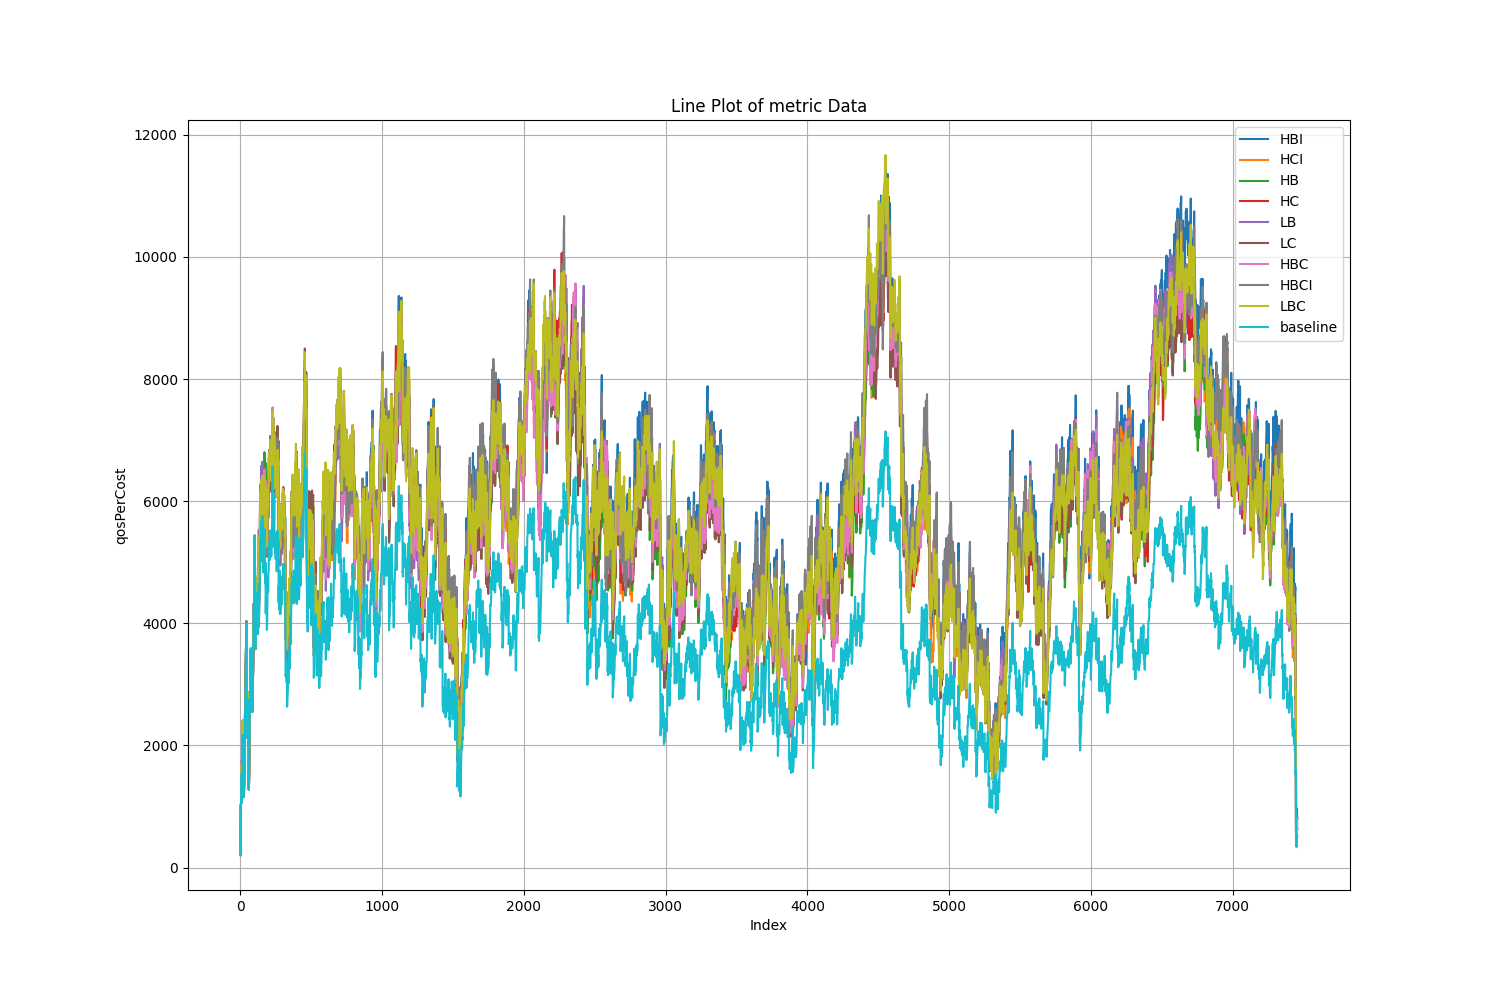 Line Plot of metric Data
qosPerCost
12000
10000
8000
6000
4000
2000
0
HBI
HCI
HB
HC
LB
LC
HBC
HBCI
LBC
baseline
0 1000 2000 3000 4000 5000 6000 7000
Index